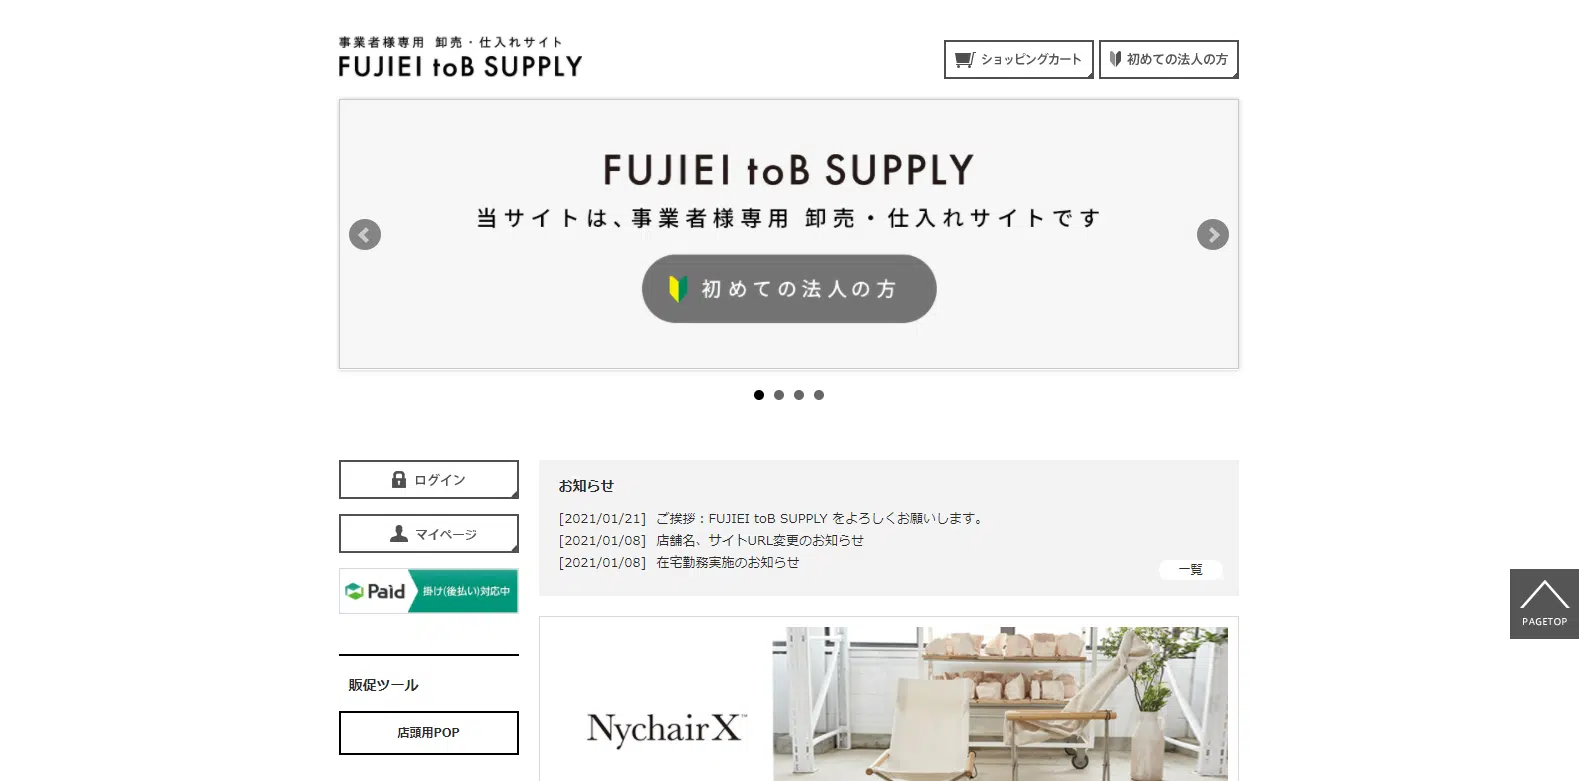 事業者様専用 卸売・仕入れサイト
FUJIEI toB SUPPLY
ショッピングカート
初めての法人の方
FUJIEI toB SUPPLY
当サイトは、事業者様専用 卸売・仕入れサイトです
初めての法人の方
ログイン
マイページ
Paid 掛け(後払い)対応中
販促ツール
店頭用POP
お知らせ
[2021/01/21] ご挨拶：FUJIEI toB SUPPLY をよろしくお願いします。
[2021/01/08] 店舗名、サイトURL変更のお知らせ
[2021/01/08] 在宅勤務実施のお知らせ
一覧
Nychair X™
PAGETOP